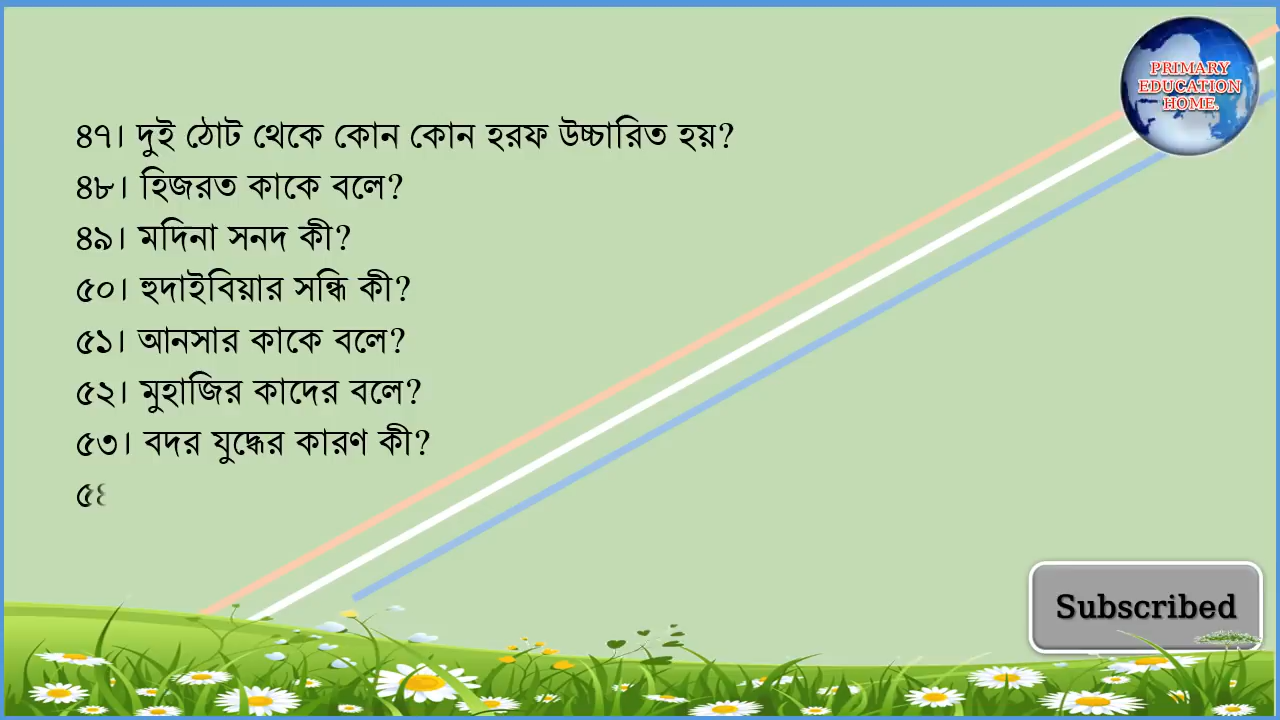 PRIMARY
EDUCATION
HOME.
৪৭। দুই ঠোট থেকে কোন কোন হরফ উচ্চারিত হয়?
৪৮। হিজরত কাকে বলে?
৪৯। মদিনা সনদ কী?
৫০। হুদাইবিয়ার সন্ধি কী?
৫১। আনসার কাকে বলে?
৫২। মুহাজির কাদের বলে?
৫৩। বদর যুদ্ধের কারণ কী?
৫৪
Subscribed